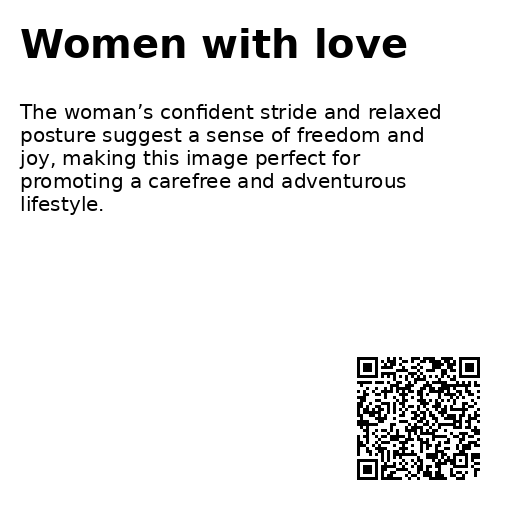 Women with love
The woman’s confident stride and relaxed
posture suggest a sense of freedom and
joy, making this image perfect for
promoting a carefree and adventurous
lifestyle.